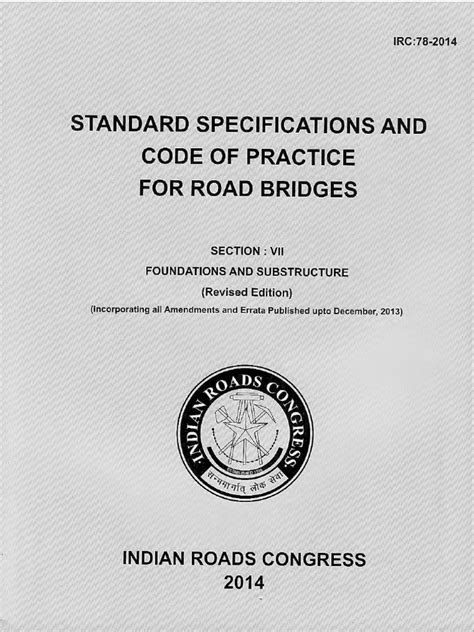 IRC:78-2014
STANDARD SPECIFICATIONS AND
CODE OF PRACTICE
FOR ROAD BRIDGES
SECTION : VII
FOUNDATIONS AND SUBSTRUCTURE
(Revised Edition)
(Incorporating all Amendments and Errata Published upto December, 2013)
INDIAN ROADS CONGRESS
सन्मार्गात् लोक सेवा
INDIAN ROADS CONGRESS
2014